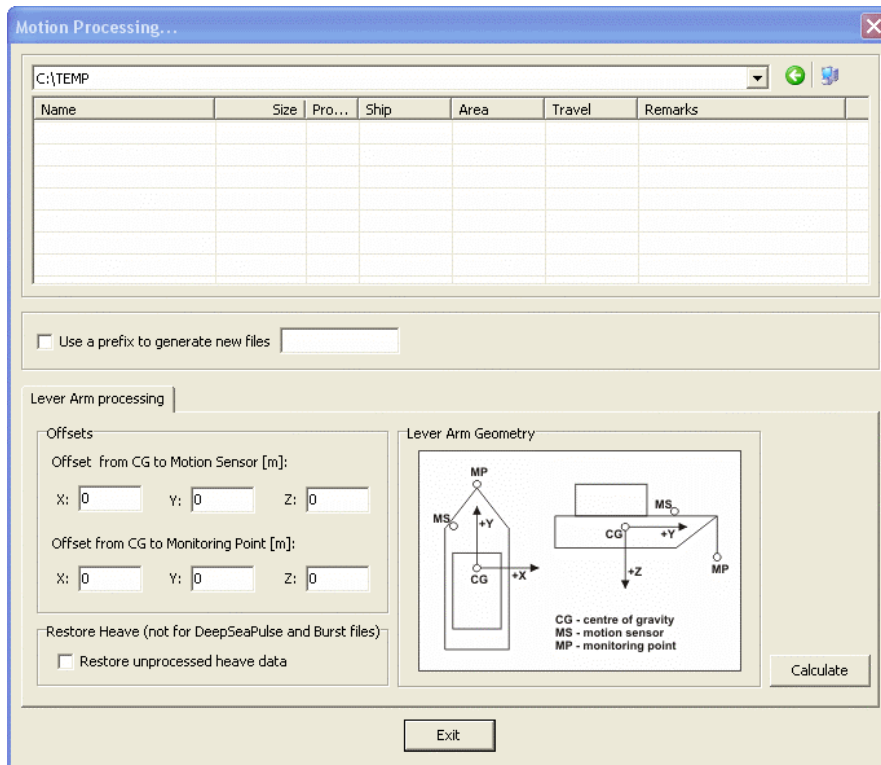 Motion Processing...
C:\TEMP
Name Size Pro... Ship Area Travel Remarks
Use a prefix to generate new files
Lever Arm processing
Offsets
Offset from CG to Motion Sensor [m]:
X: 0 Y: 0 Z: 0
Offset from CG to Monitoring Point [m]:
X: 0 Y: 0 Z: 0
Restore Heave (not for DeepSeaPulse and Burst files)
Restore unprocessed heave data
Lever Arm Geometry
MP
MS
+Y
CG
+X
MS
CG
+Y
+Z
MP
CG - centre of gravity
MS - motion sensor
MP - monitoring point
Calculate
Exit